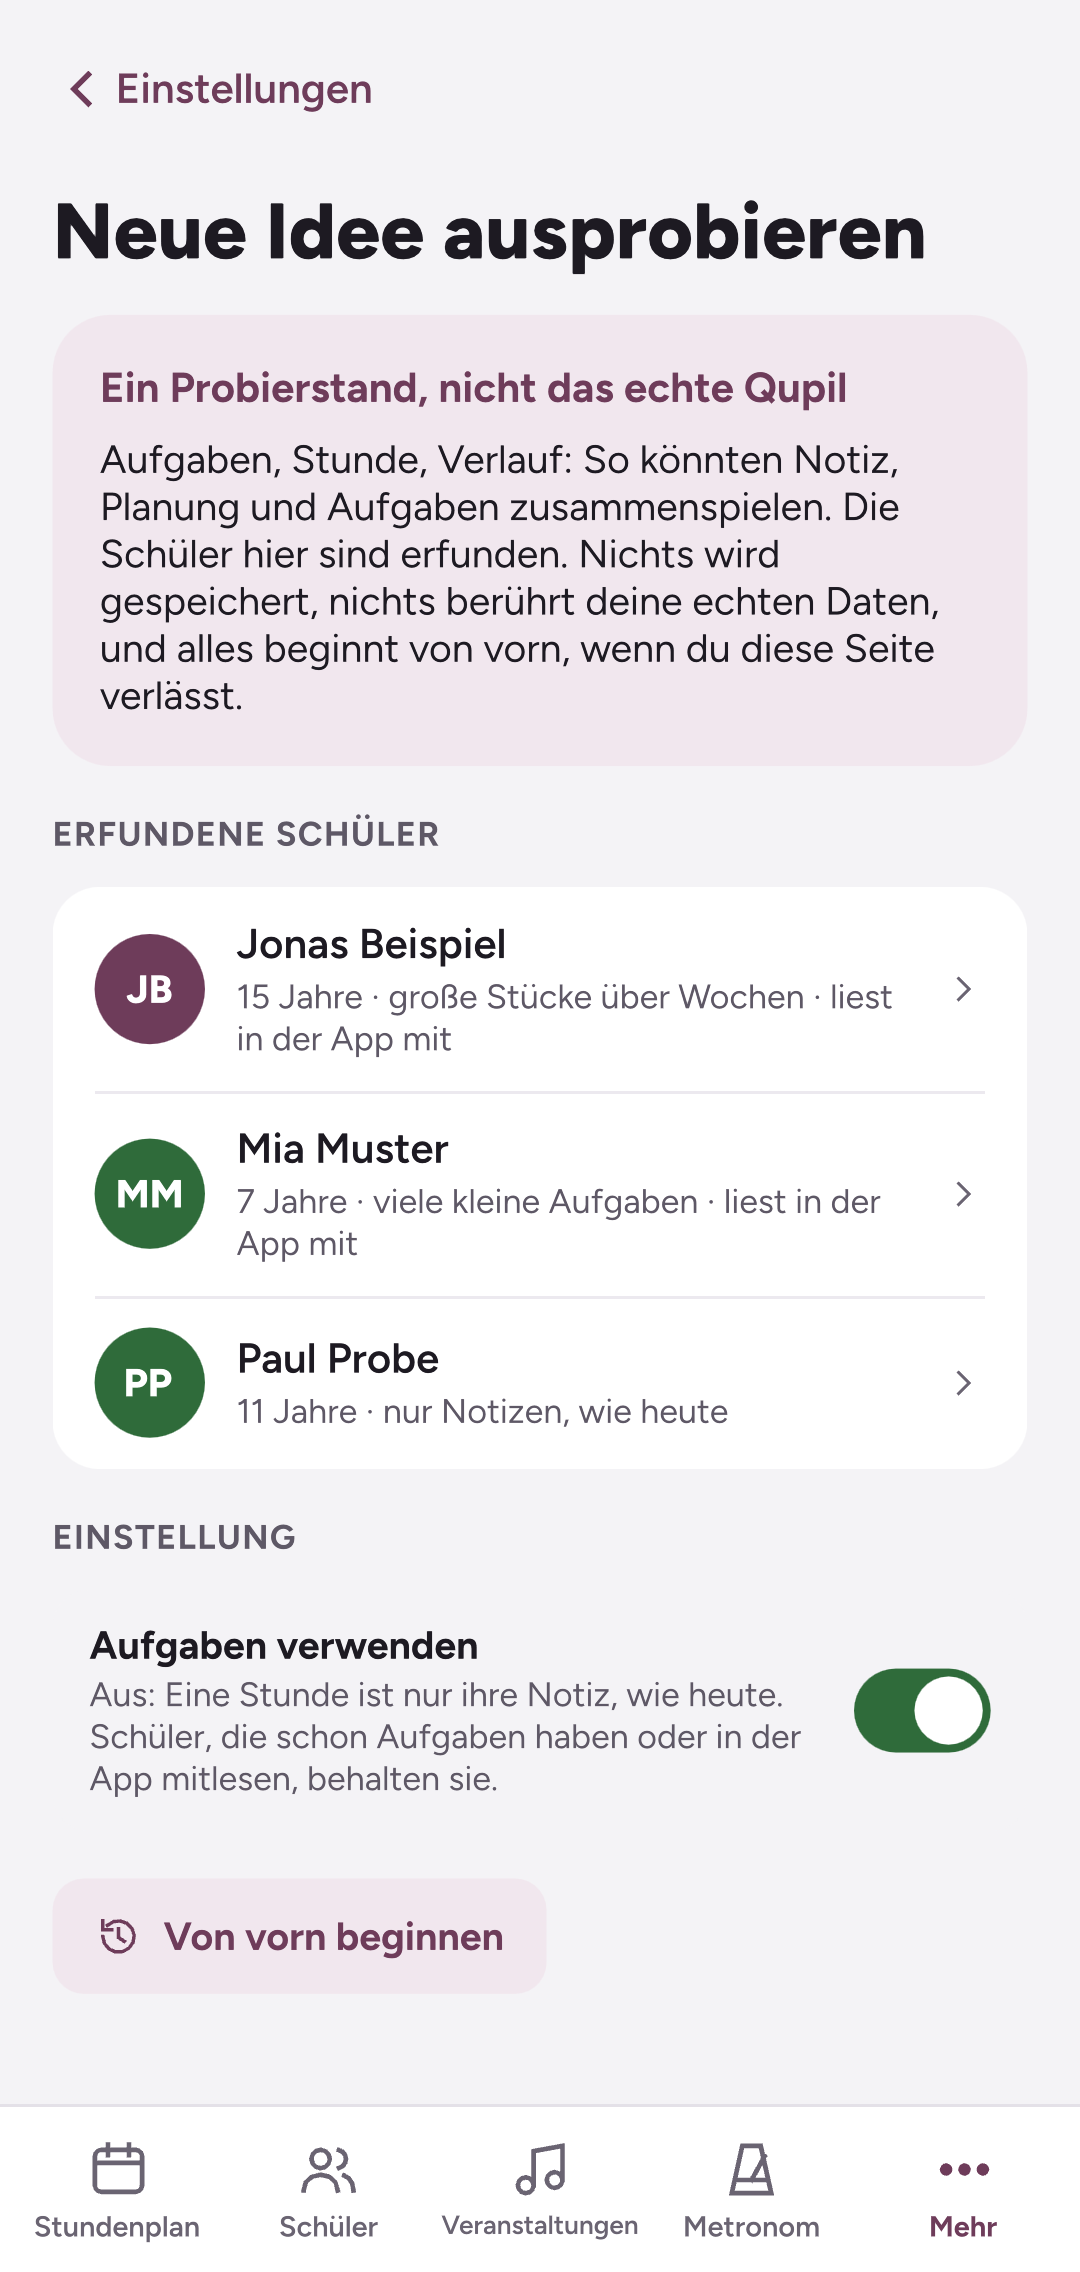 Einstellungen
Neue Idee ausprobieren
Ein Probierstand, nicht das echte Qupil
Aufgaben, Stunde, Verlauf: So könnten Notiz,
Planung und Aufgaben zusammenspielen. Die
Schüler hier sind erfunden. Nichts wird
gespeichert, nichts berührt deine echten Daten,
und alles beginnt von vorn, wenn du diese Seite
verlässt.
ERFUNDENE SCHÜLER
JB
Jonas Beispiel
15 Jahre · große Stücke über Wochen · liest
in der App mit
MM
Mia Muster
7 Jahre · viele kleine Aufgaben · liest in der
App mit
PP
Paul Probe
11 Jahre · nur Notizen, wie heute
EINSTELLUNG
Aufgaben verwenden
Aus: Eine Stunde ist nur ihre Notiz, wie heute.
Schüler, die schon Aufgaben haben oder in der
App mitlesen, behalten sie.
Von vorn beginnen
Stundenplan
Schüler
Veranstaltungen
Metronom
Mehr